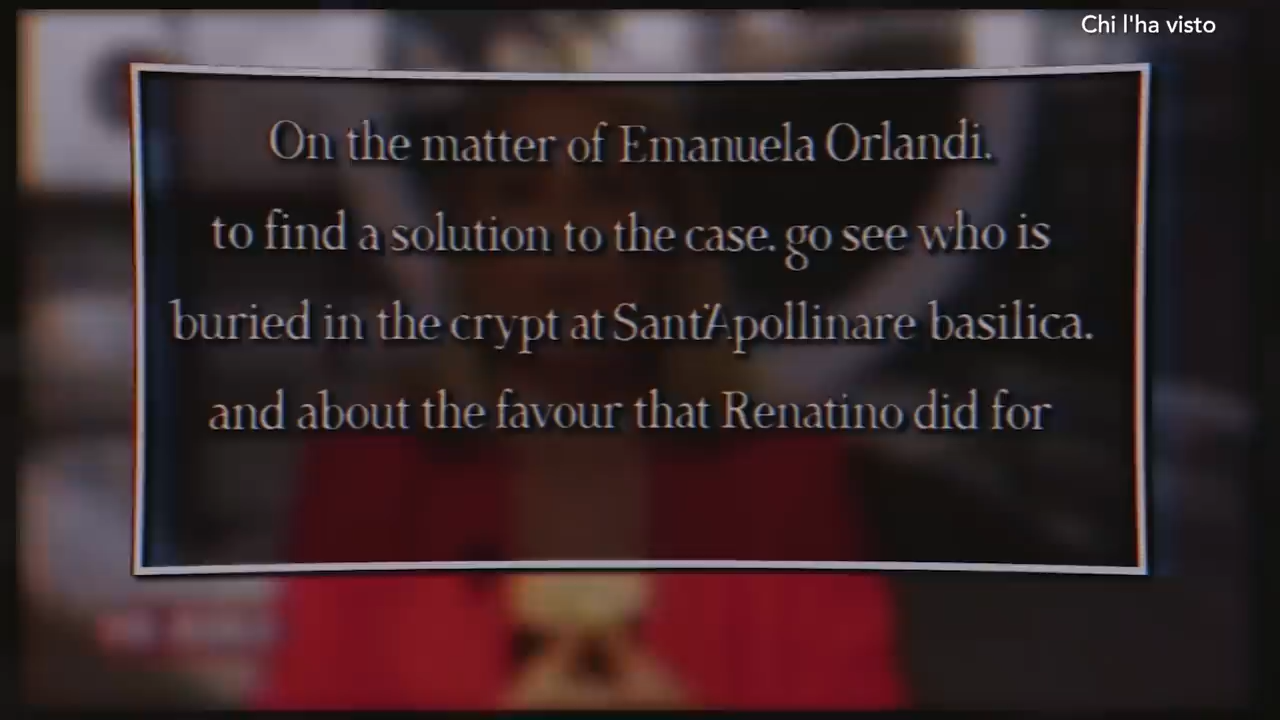 Chi l'ha visto
On the matter of Emanuela Orlandi.
to find a solution to the case. go see who is
buried in the crypt at Sant'Apollinare basilica.
and about the favour that Renatino did for